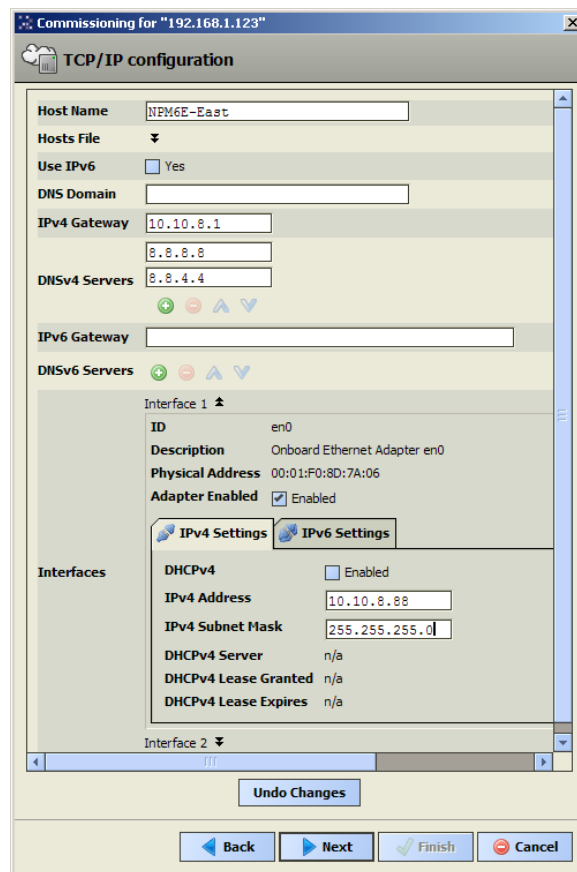 Commissioning for "192.168.1.123"
TCP/IP configuration
Host Name NPM6E-East
Hosts File
Use IPv6 Yes
DNS Domain
IPv4 Gateway 10.10.8.1
8.8.8.8
DNSv4 Servers 8.8.4.4
IPv6 Gateway
DNSv6 Servers
Interface 1
ID en0
Description Onboard Ethernet Adapter en0
Physical Address 00:01:F0:8D:7A:06
Adapter Enabled Enabled
IPv4 Settings IPv6 Settings
Interfaces DHCPv4 Enabled
IPv4 Address 10.10.8.88
IPv4 Subnet Mask 255.255.255.0
DHCPv4 Server n/a
DHCPv4 Lease Granted n/a
DHCPv4 Lease Expires n/a
Interface 2
Undo Changes
Back Next Finish Cancel